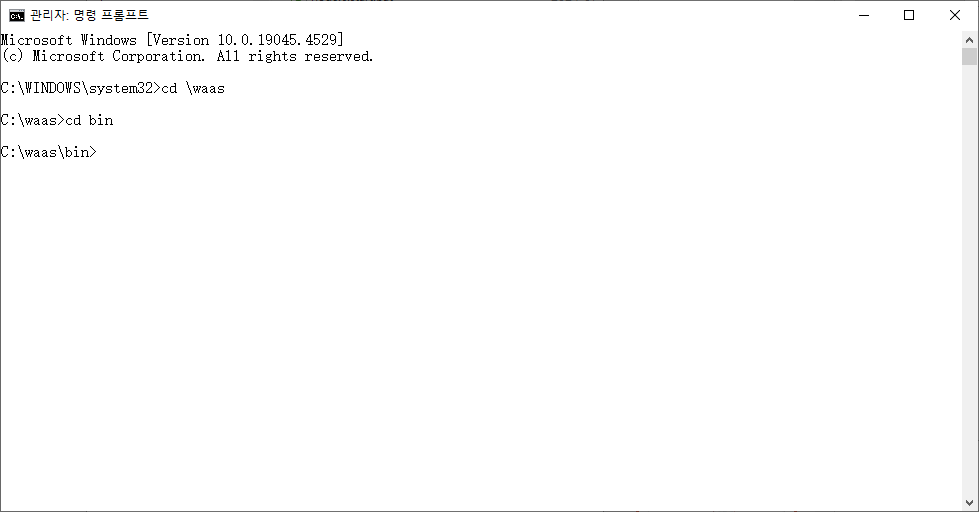 관리자: 명령 프롬프트
Microsoft Windows [Version 10.0.19045.4529]
(c) Microsoft Corporation. All rights reserved.
C:\WINDOWS\system32>cd \waas
C:\waas>cd bin
C:\waas\bin>